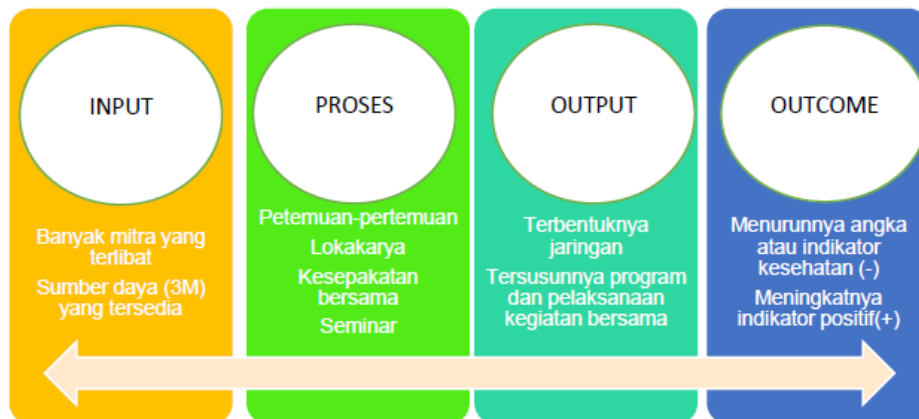 INPUT
Banyak mitra yang
terlibat
Sumber daya (3M)
yang tersedia
PROSES
Petemuan-pertemuan
Lokakarya
Kesepakatan
bersama
Seminar
OUTPUT
Terbentuknya
jaringan
Tersusunnya program
dan pelaksanaan
kegiatan bersama
OUTCOME
Menurunnya angka
atau indikator
kesehatan (-)
Meningkatnya
indikator positif(+)